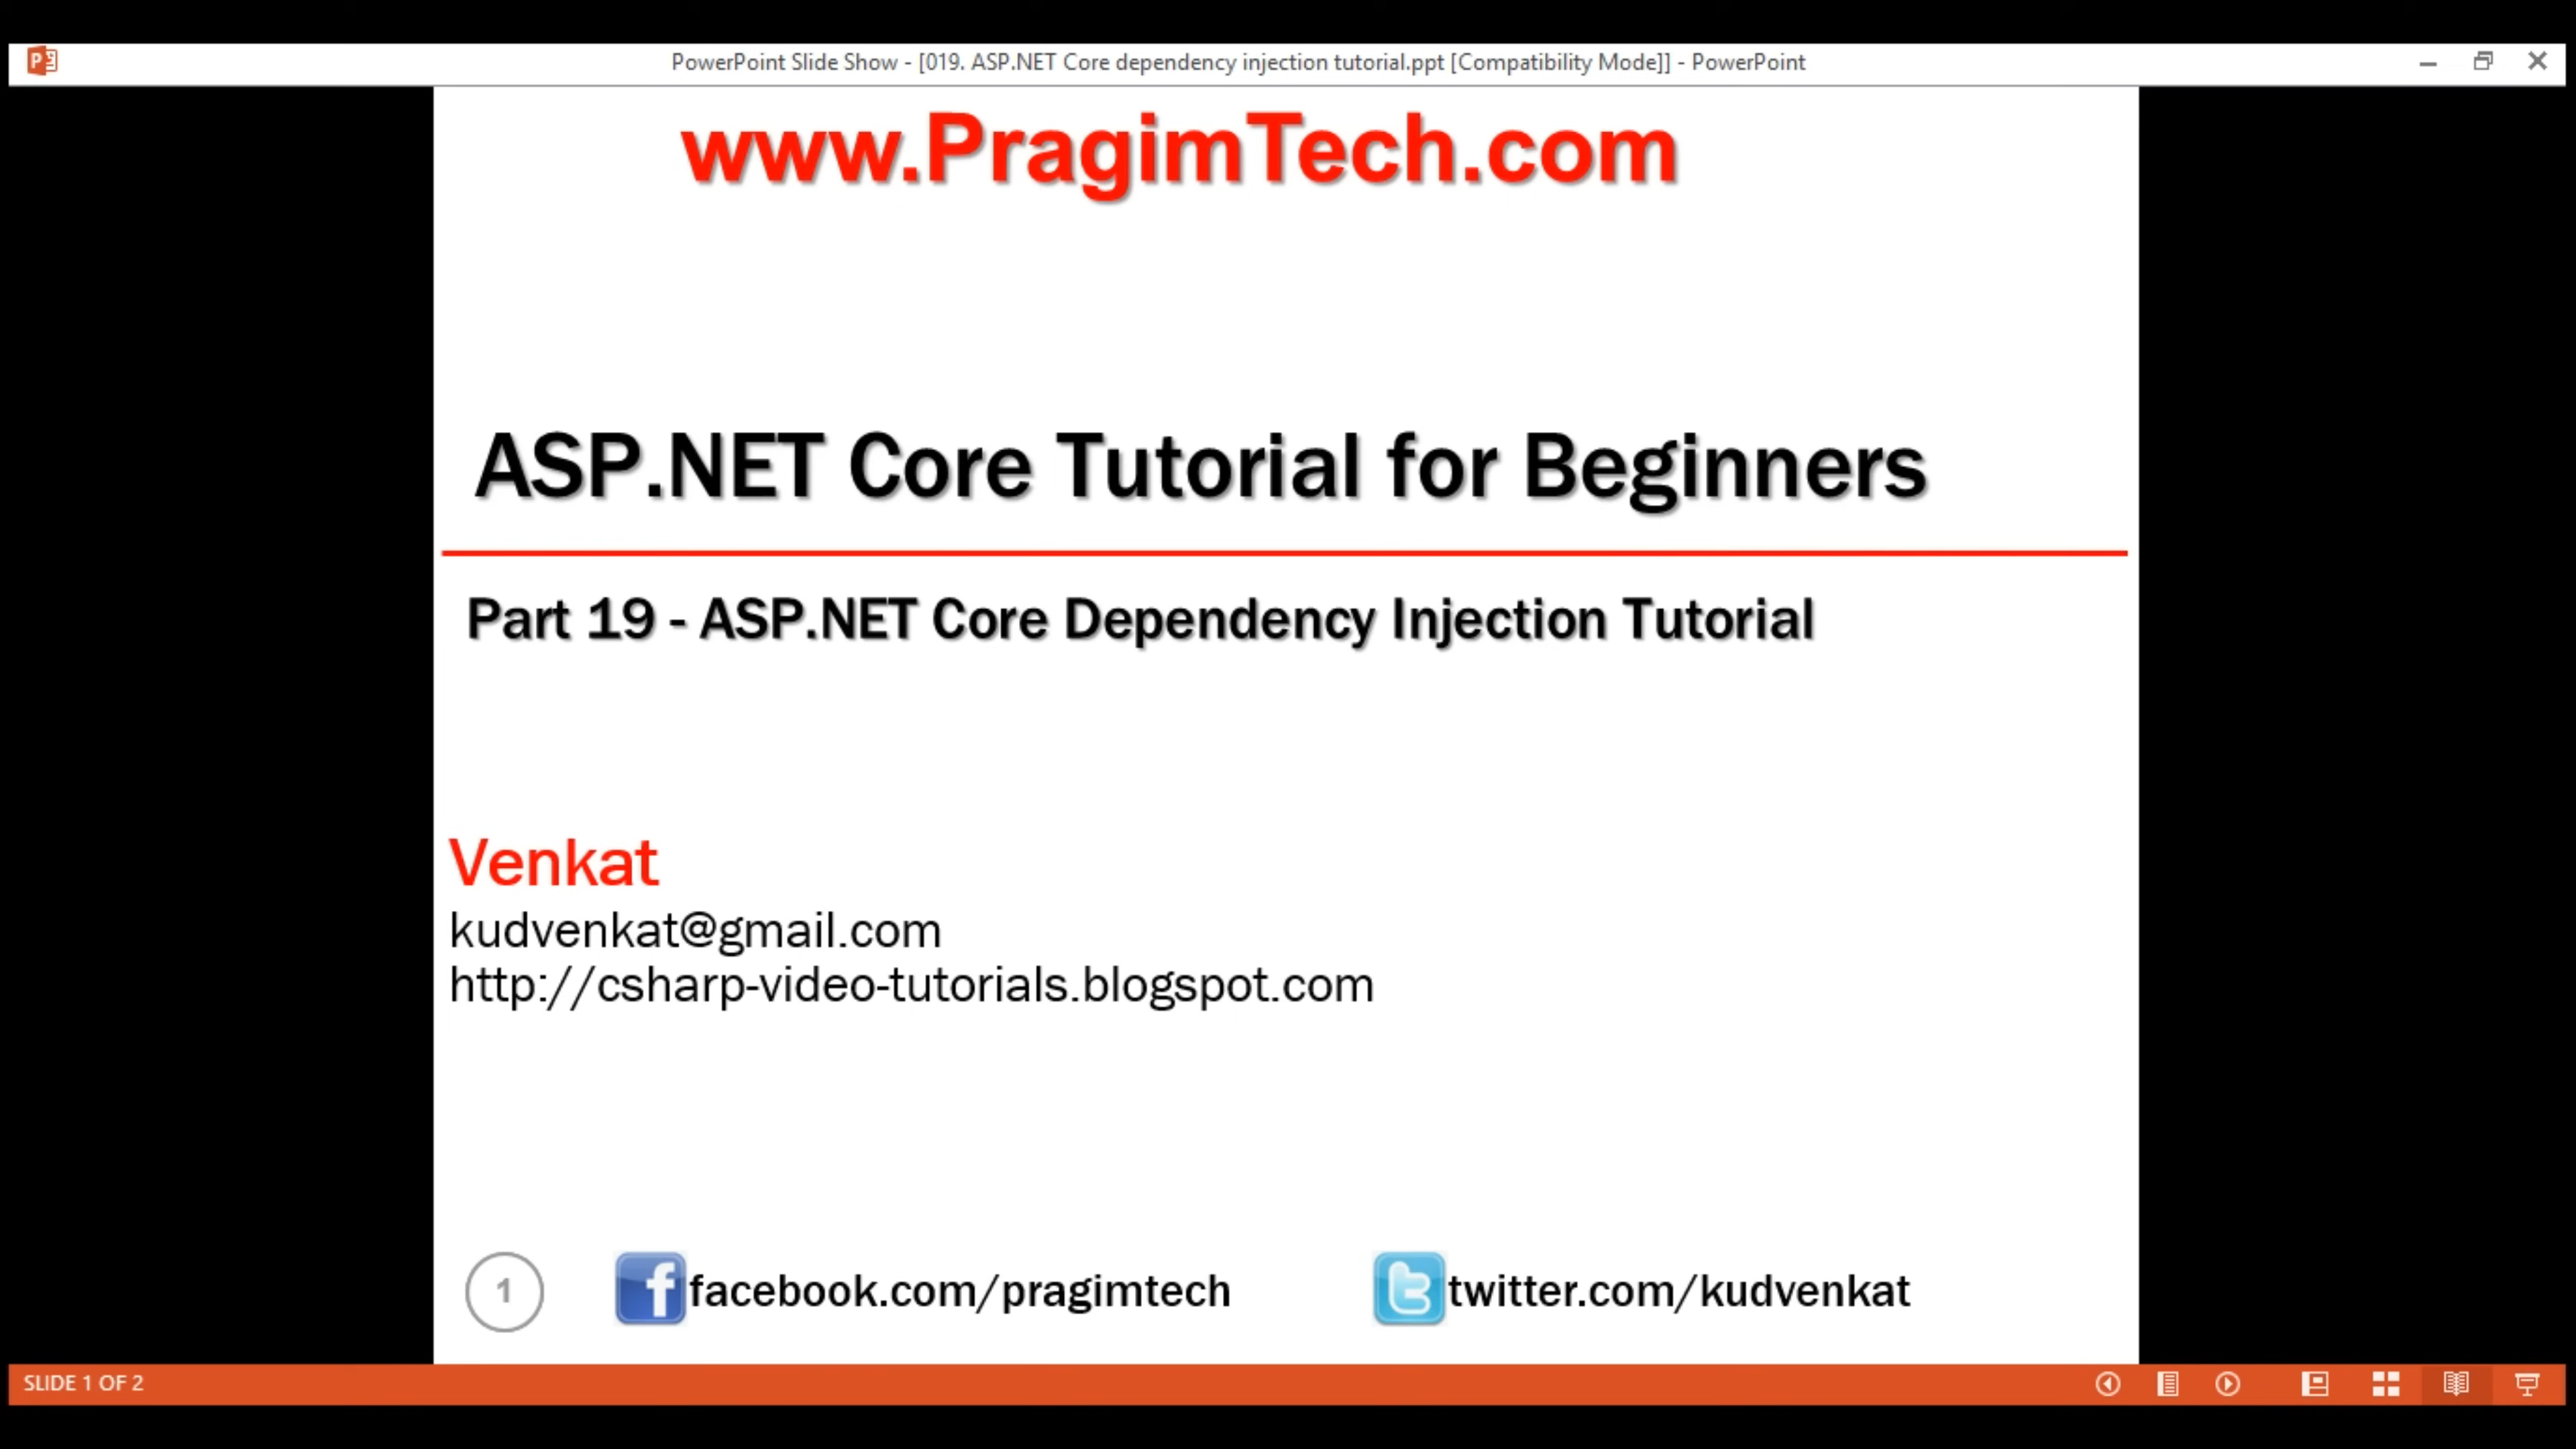 PowerPoint Slide Show - [019. ASP.NET Core dependency injection tutorial.ppt [Compatibility Mode]] - PowerPoint
www.PragimTech.com
ASP.NET Core Tutorial for Beginners
Part 19 - ASP.NET Core Dependency Injection Tutorial
Venkat
kudvenkat@gmail.com
http://csharp-video-tutorials.blogspot.com
1
facebook.com/pragimtech
twitter.com/kudvenkat
SLIDE 1 OF 2